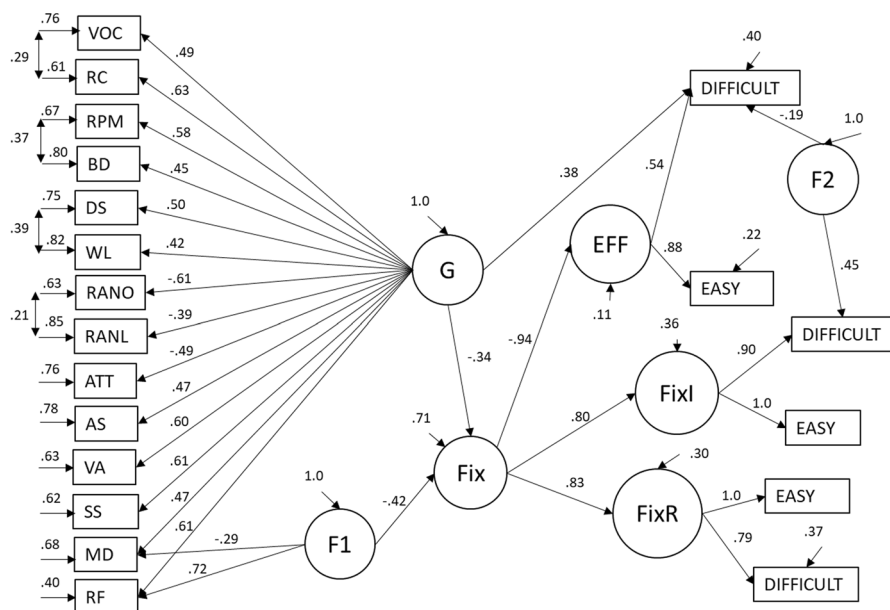 .76
VOC
.29
.49
.61
RC
.63
.67
RPM
.58
.37
.80
BD
.45
.75
DS
.50
.39
.82
WL
.42
.63
RANO
-.61
.21
.85
RANL
-.39
.76
ATT
-.49
.78
AS
.47
.63
VA
.60
.62
SS
.61
.68
MD
.47
.40
RF
.61
-.29
.72
1.0
F1
-.42
1.0
G
.38
-.34
.71
Fix
-.94
.80
.83
EFF
.11
.54
.88
.40
DIFFICULT
-.19
1.0
F2
.45
.22
EASY
.36
FixI
.90
1.0
DIFFICULT
EASY
.30
FixR
1.0
.79
EASY
.37
DIFFICULT